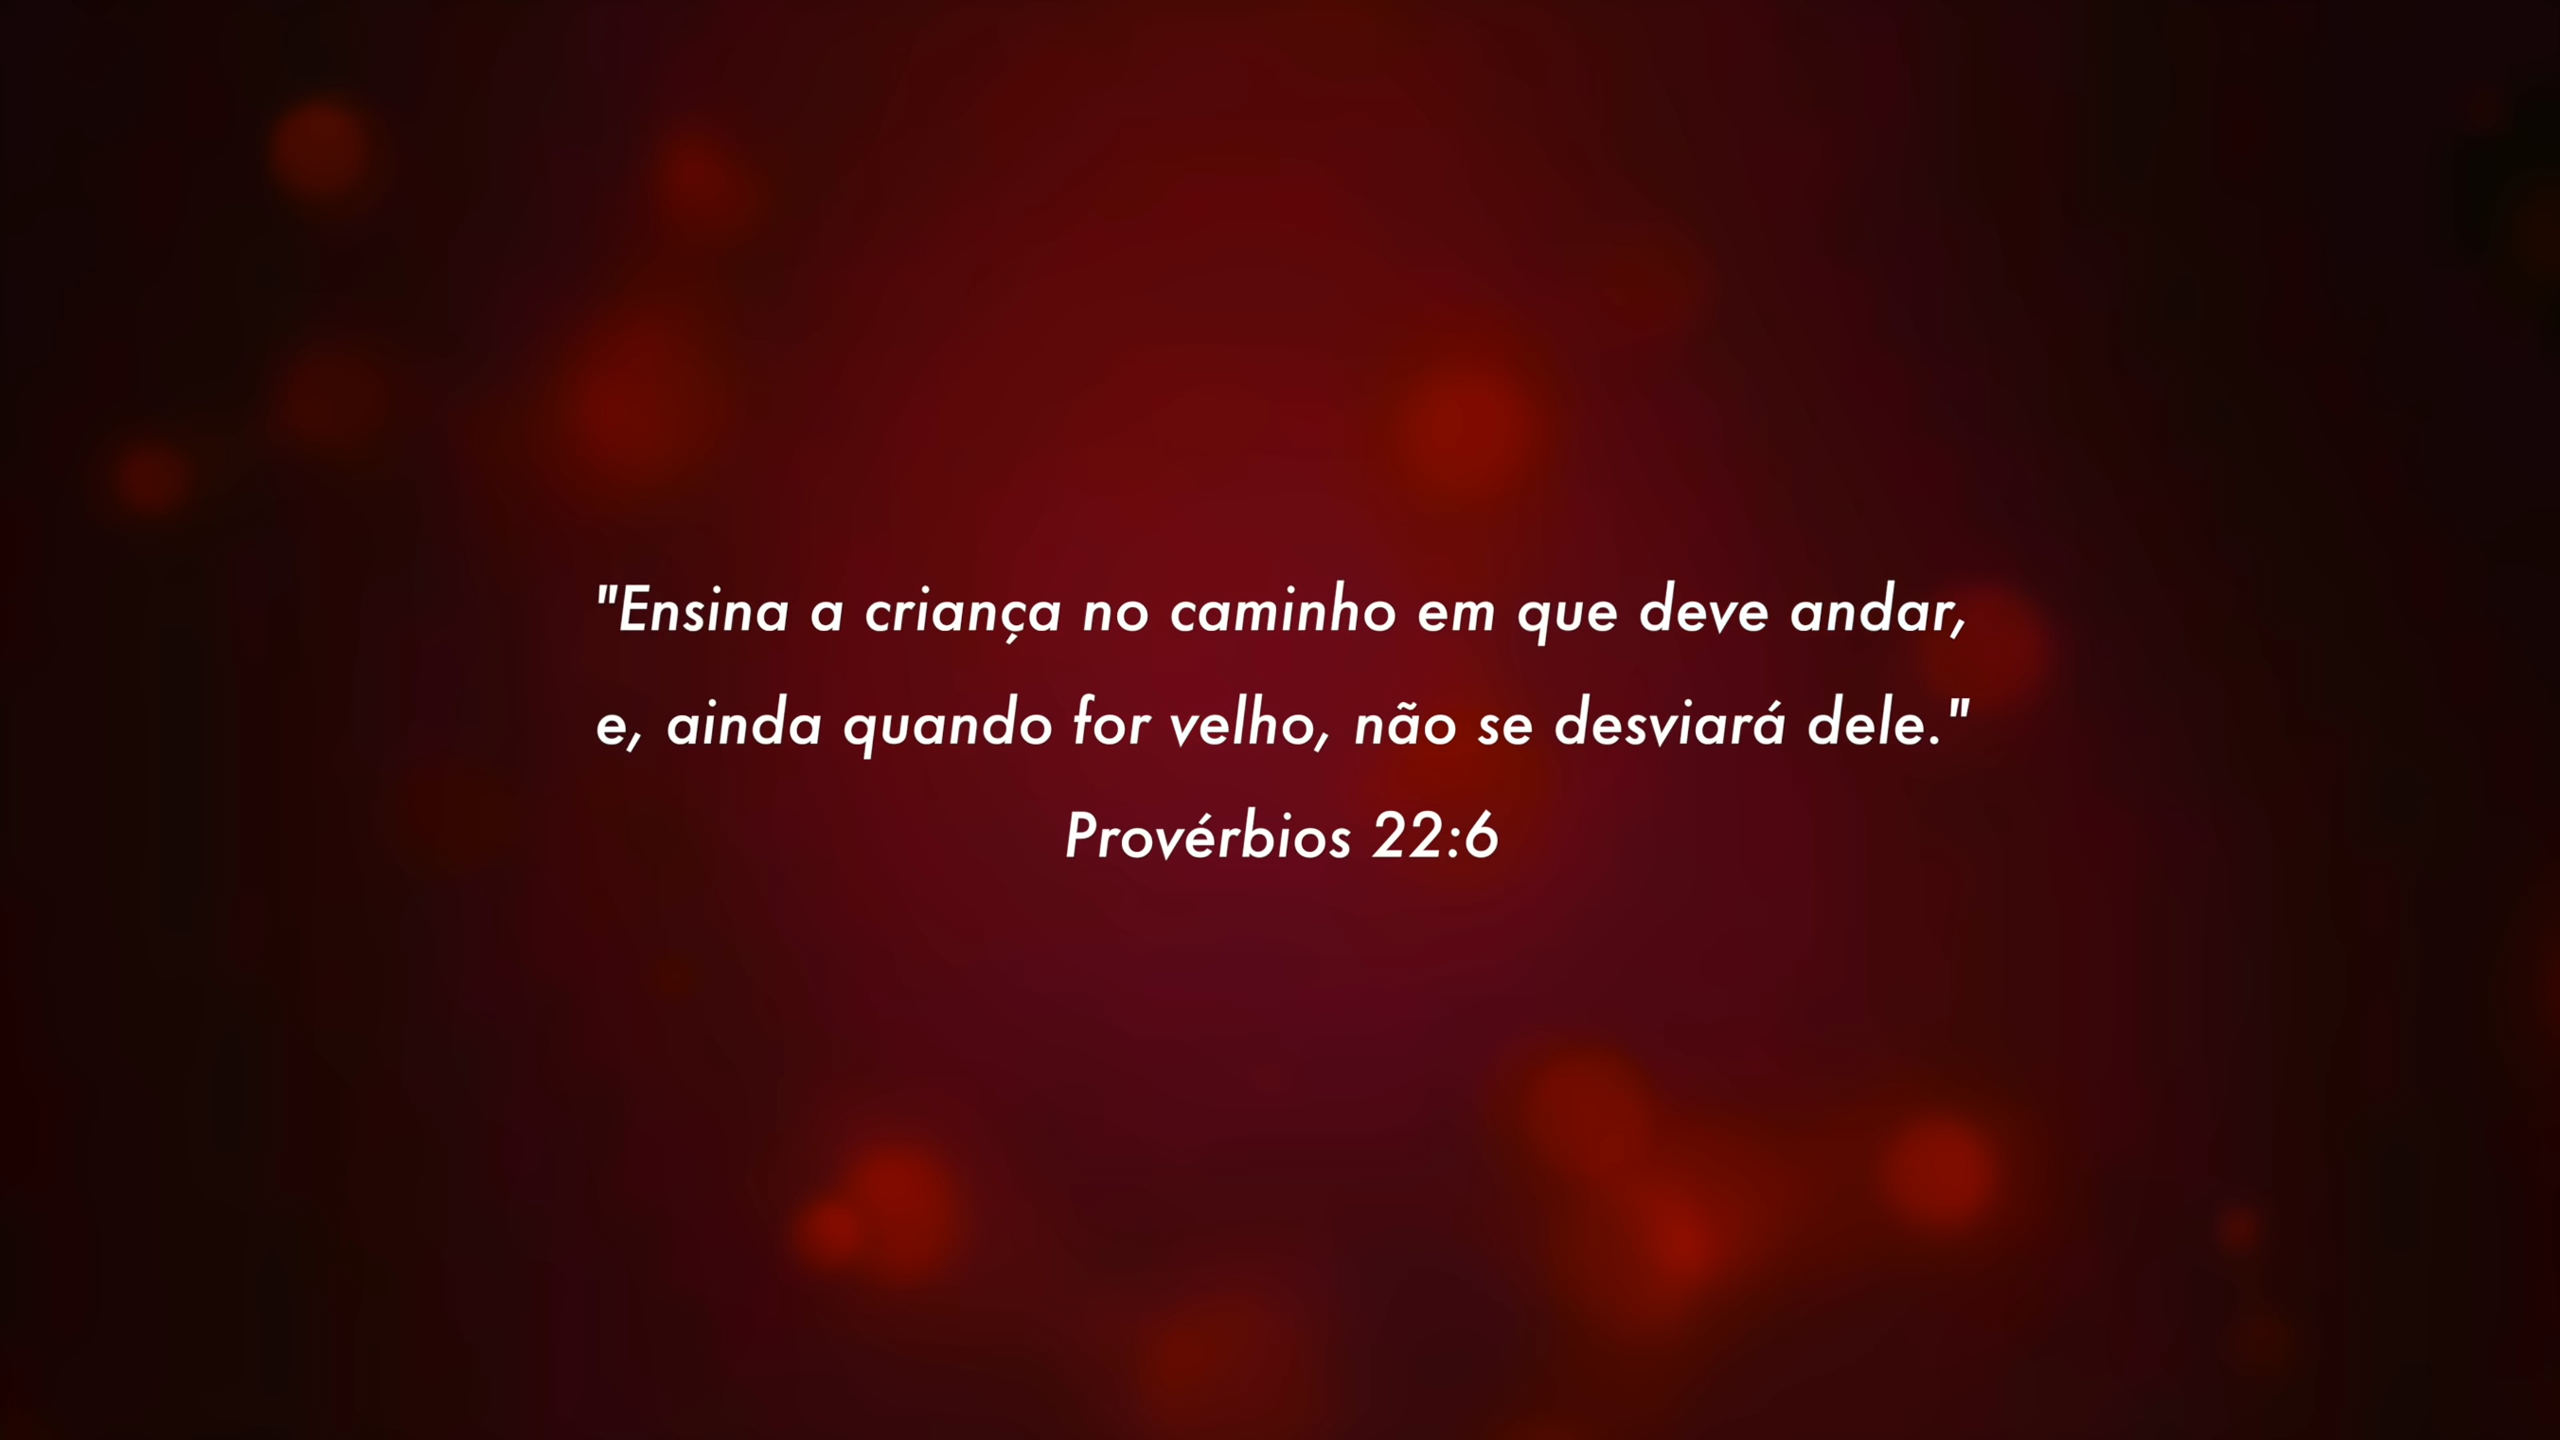 "Ensina a criança no caminho em que deve andar,
e, ainda quando for velho, não se desviará dele."
Provérbios 22:6